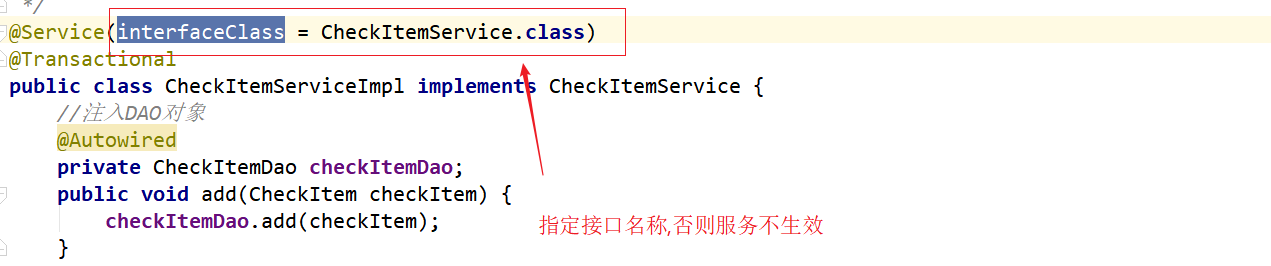 */
@Service(interfaceClass = CheckItemService.class)
@Transactional
public class CheckItemServiceImpl implements CheckItemService {
//注入DAO对象
@Autowired
private CheckItemDao checkItemDao;
public void add(CheckItem checkItem) {
checkItemDao.add(checkItem);
指定接口名称,否则服务不生效
}